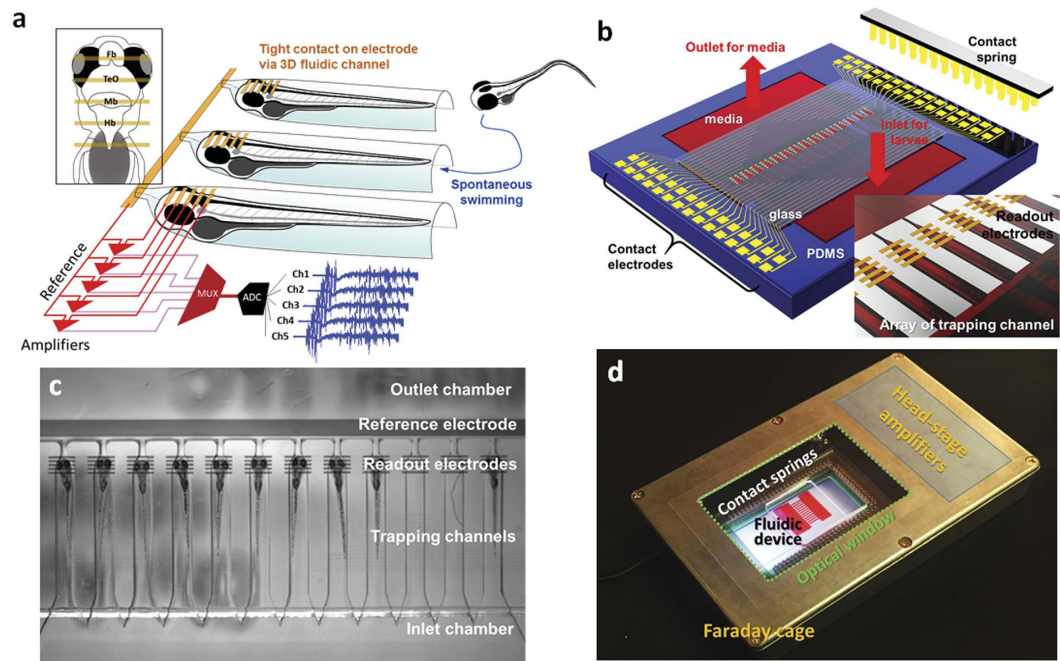 a
Fb
TeO
Mb
Hb
Tight contact on electrode
via 3D fluidic channel
Spontaneous
swimming
Reference
Amplifiers
MUX
ADC
Ch1
Ch2
Ch3
Ch4
Ch5
b
Contact
spring
Outlet for media
media
Inlet for
larvae
glass
PDMS
Contact
electrodes
Readout
electrodes
Array of trapping channel
c
Outlet chamber
Reference electrode
Readout electrodes
Trapping channels
Inlet chamber
d
Head-stage
amplifiers
Contact springs
Fluidic
device
Optical window
Faraday cage